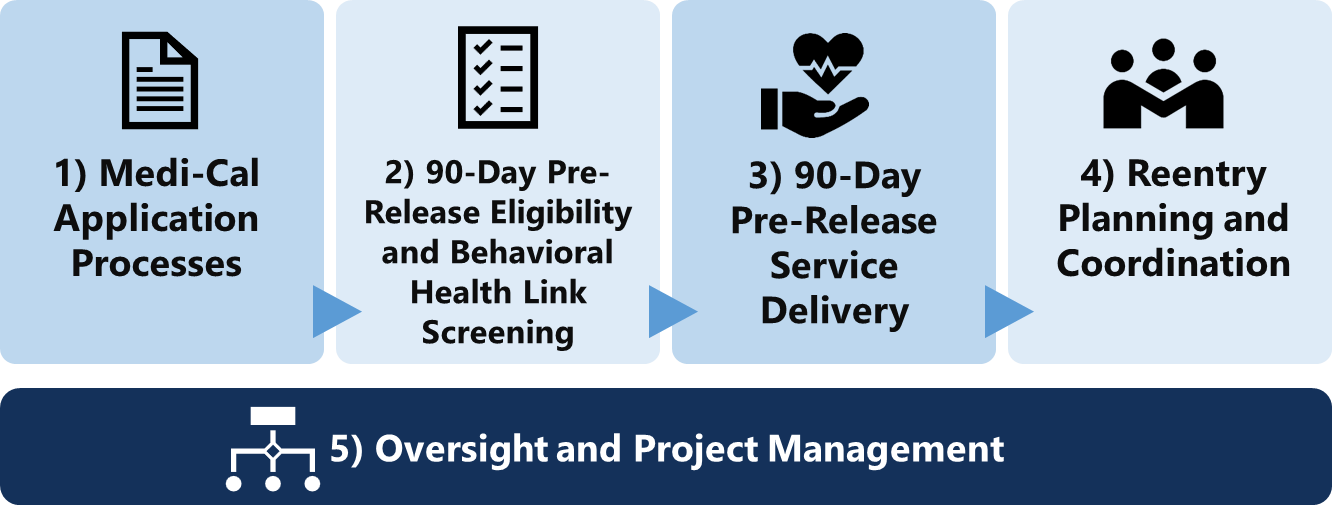 1) Medi-Cal
Application
Processes
2) 90-Day Pre-
Release Eligibility
and Behavioral
Health Link
Screening
3) 90-Day
Pre-Release
Service
Delivery
4) Reentry
Planning and
Coordination
5) Oversight and Project Management